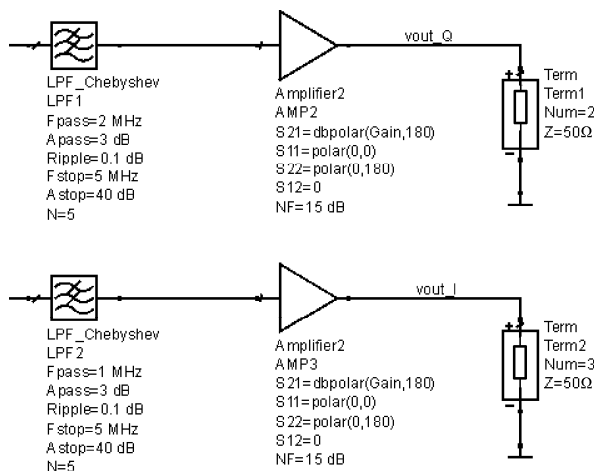 vout_Q
LPF_Chebyshev
LPF1
Fpass=2 MHz
Apass=3 dB
Ripple=0.1 dB
Fstop=5 MHz
Astop=40 dB
N=5
Amplifier2
AMP2
S21=dbpolar(Gain,180)
S11=polar(0,0)
S22=polar(0,180)
S12=0
NF=15 dB
+
-
Term
Term1
Num=2
Z=50Ω
vout_I
LPF_Chebyshev
LPF2
Fpass=1 MHz
Apass=3 dB
Ripple=0.1 dB
Fstop=5 MHz
Astop=40 dB
N=5
Amplifier2
AMP3
S21=dbpolar(Gain,180)
S11=polar(0,0)
S22=polar(0,180)
S12=0
NF=15 dB
+
-
Term
Term2
Num=3
Z=50Ω